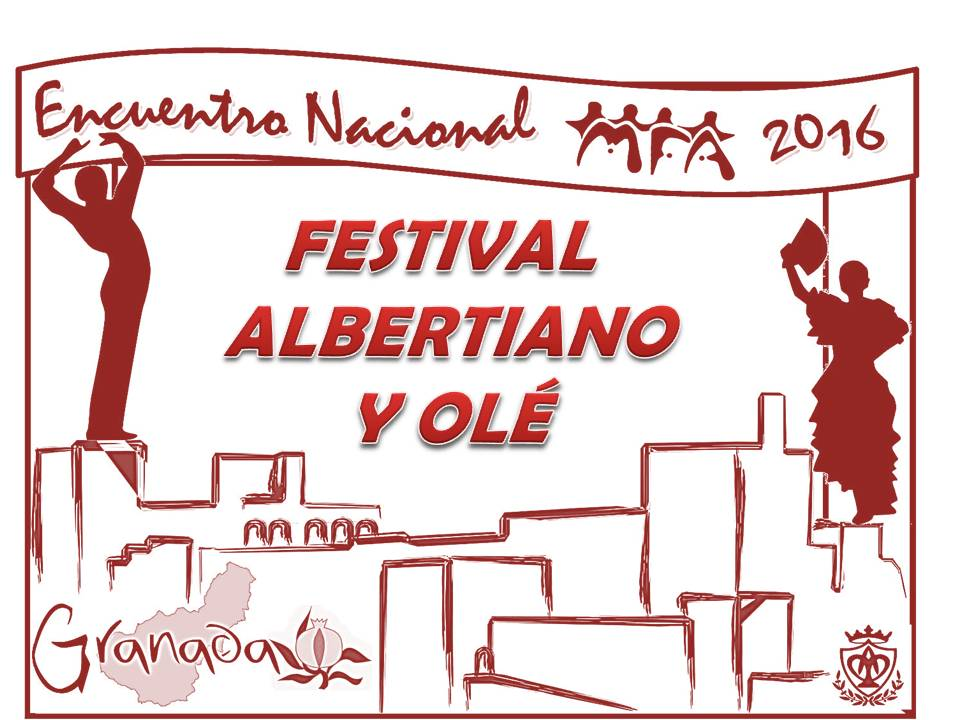 Encuentro Nacional MFA 2016
FESTIVAL
ALBERTIANO
Y OLÉ
Granada